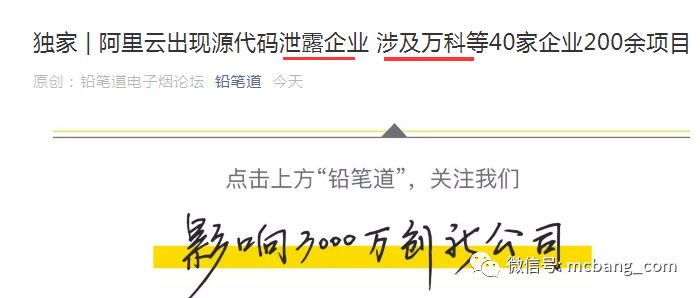 独家 | 阿里云出现源代码泄露企业 涉及万科等40家企业200余项目
原创：铅笔道电子烟论坛 铅笔道 今天
点击上方“铅笔道”，关注我们
影响3000万创业公司
微信号: mcbang_com